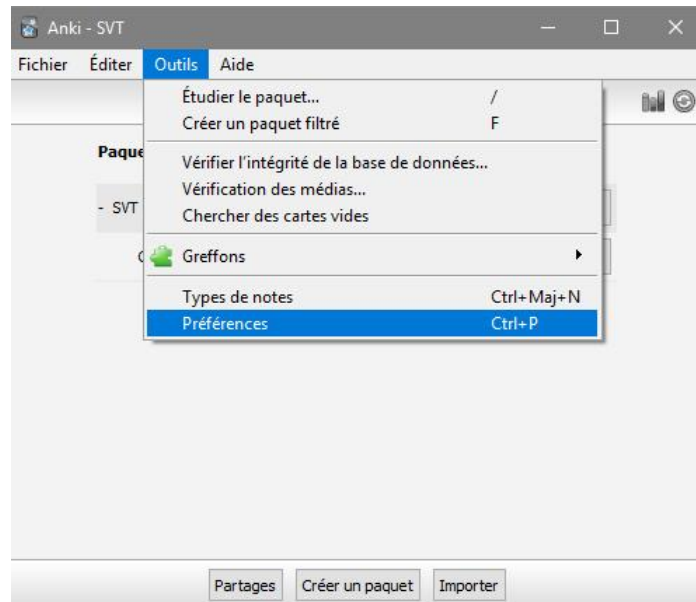 Anki - SVT
Fichier Éditer Outils Aide
Étudier le paquet... /
Créer un paquet filtré F
Paque
Vérifier l'intégrité de la base de données...
Vérification des médias...
- SVT
Chercher des cartes vides
Greffons
Types de notes Ctrl+Maj+N
Préférences Ctrl+P
Partages Créer un paquet Importer